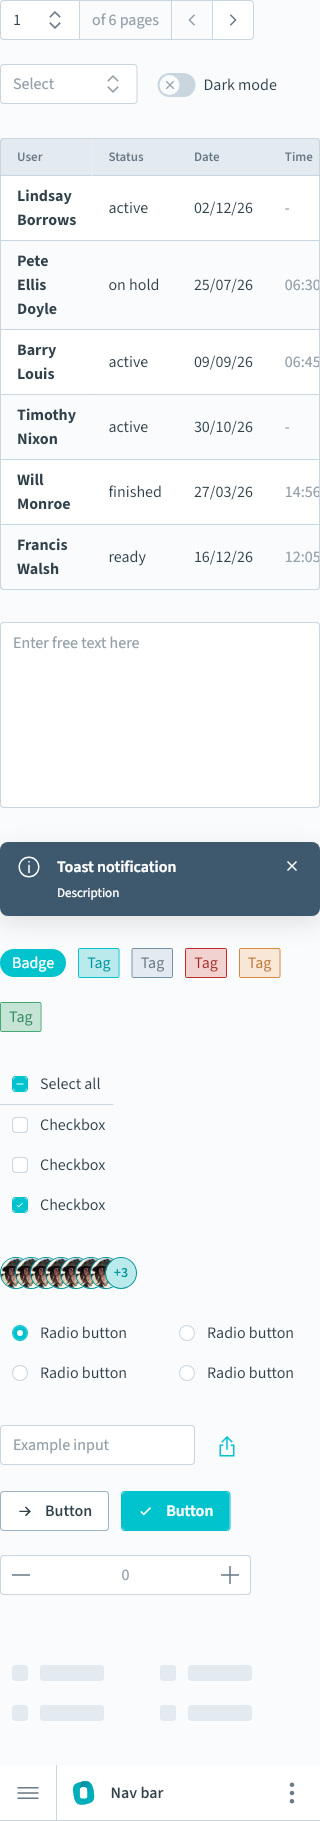 1 of 6 pages
Select Dark mode
User Status Date Time
Lindsay Borrows active 02/12/26 -
Pete Ellis Doyle on hold 25/07/26 06:30
Barry Louis active 09/09/26 06:45
Timothy Nixon active 30/10/26 -
Will Monroe finished 27/03/26 14:56
Francis Walsh ready 16/12/26 12:05
Enter free text here
Toast notification
Description
Badge Tag Tag Tag Tag
Tag
Select all
Checkbox
Checkbox
Checkbox
+3
Radio button Radio button
Radio button Radio button
Example input
Button Button
0
Nav bar